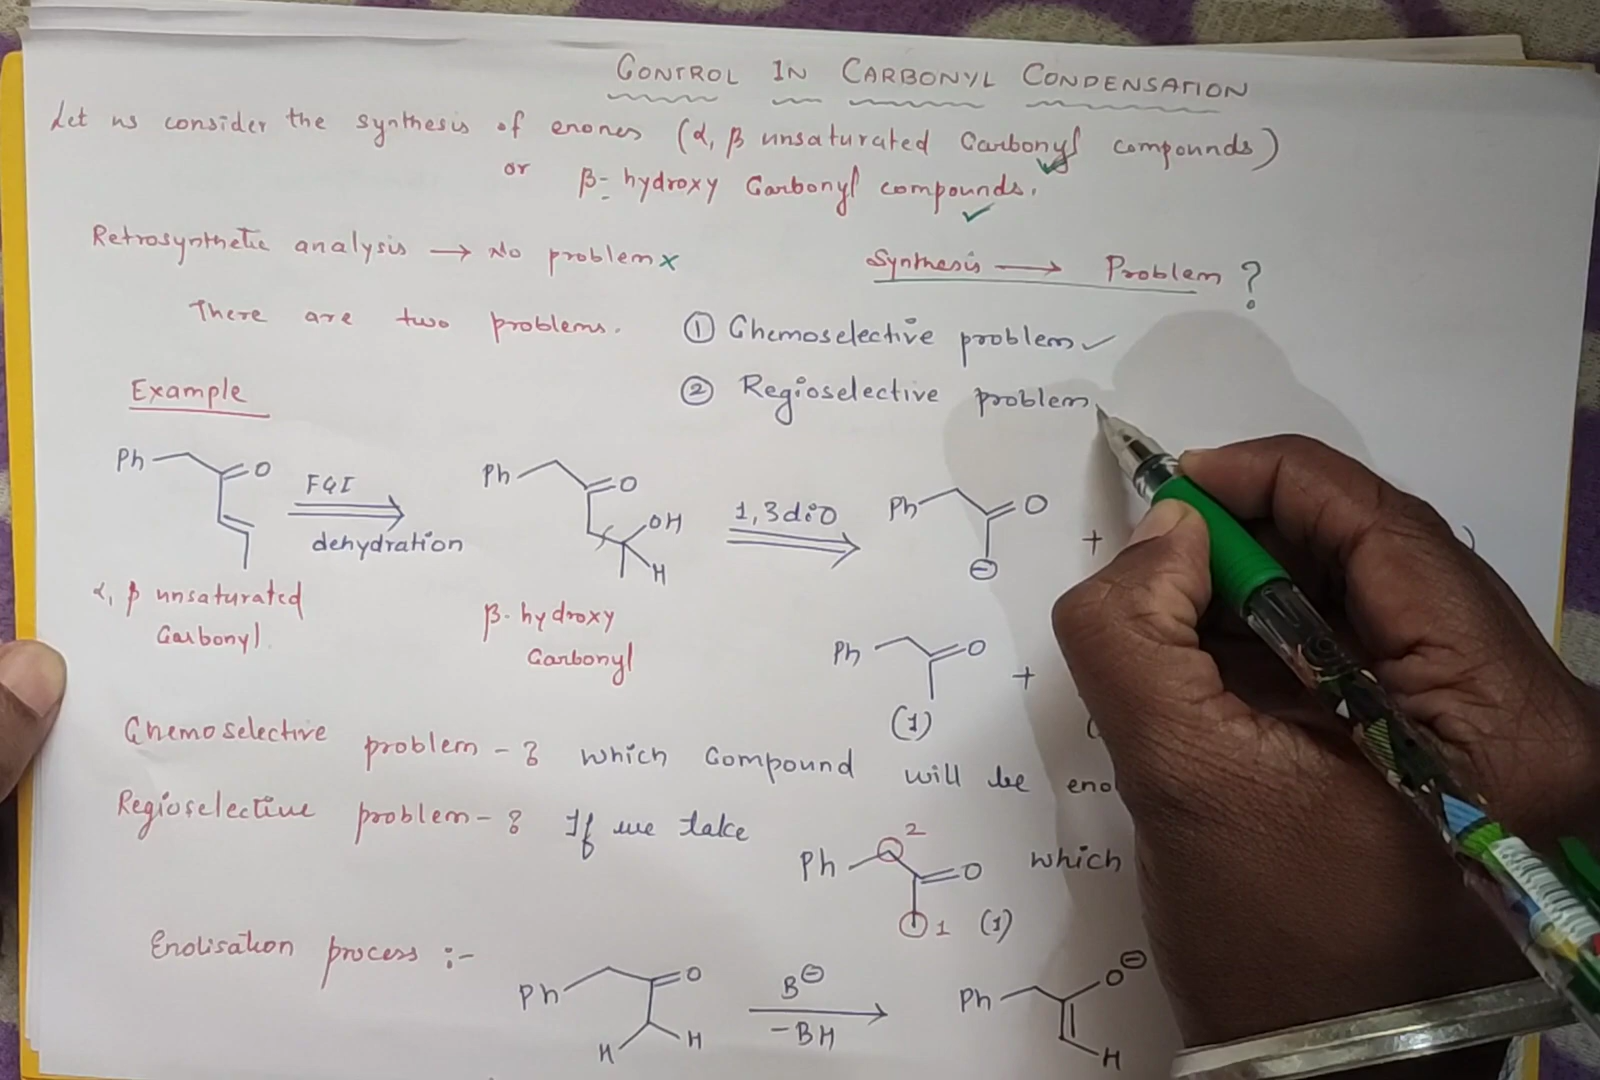 CONTROL IN CARBONYL CONDENSATION
Let us consider the synthesis of enones (α, β unsaturated Carbonyl compounds)
or β- hydroxy Carbonyl compounds.
Retrosynthetic analysis → No problem x
Synthesis → Problem ?
There are two problems.
① Chemoselective problem ✓
② Regioselective problem
Example
Ph O
FGI
dehydration
Ph O OH H
1,3 diO
Ph O ⊖ +
α, β unsaturated
Carbonyl.
β- hydroxy
Carbonyl
Ph O +
(1)
Chemoselective problem - ? which compound will be eno
Regioselective problem - ? If we take
Ph 2 O 1 (1)
which
Enolisation process :-
Ph O H H
B⊖
-BH
Ph O⊖ H